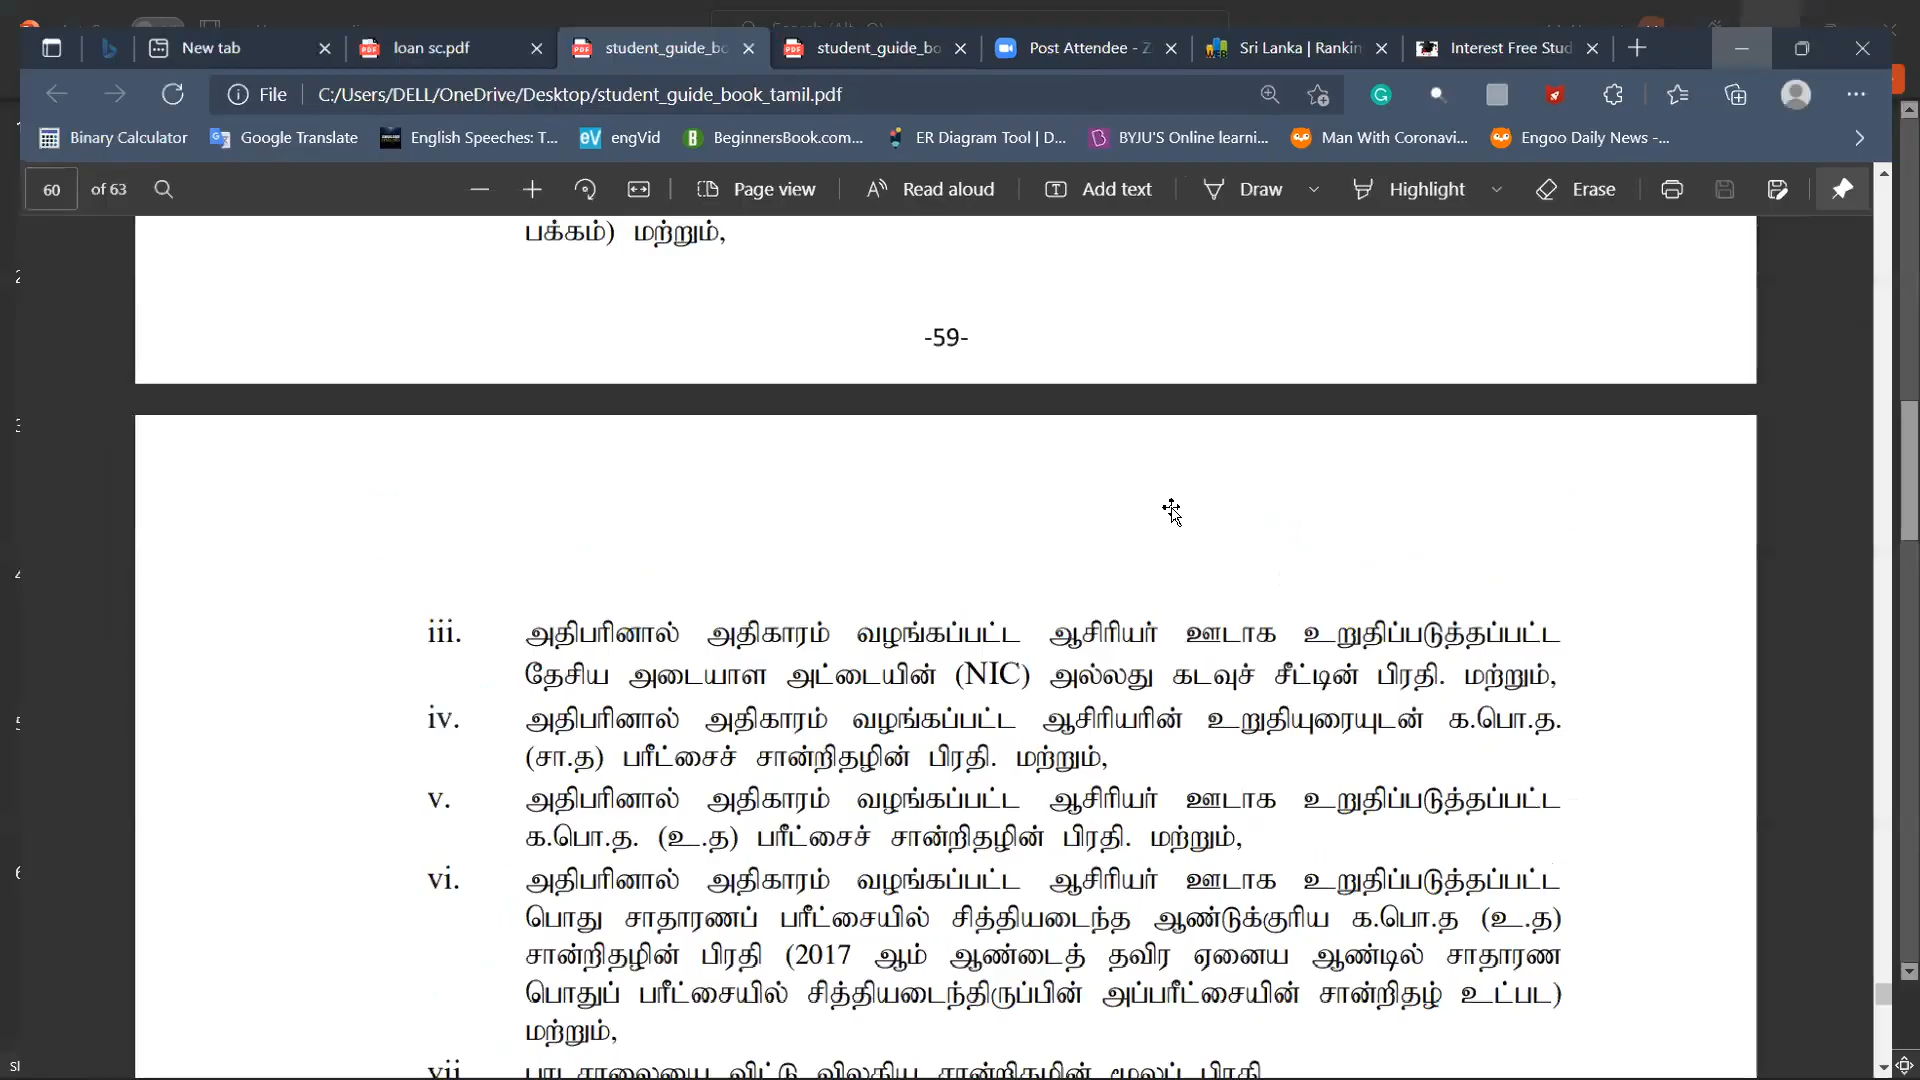 New tab
loan sc.pdf
student_guide_bo
student_guide_bo
Post Attendee - Z
Sri Lanka | Rankin
Interest Free Stud
File
C:/Users/DELL/OneDrive/Desktop/student_guide_book_tamil.pdf
Binary Calculator
Google Translate
English Speeches: T...
engVid
BeginnersBook.com...
ER Diagram Tool | D...
BYJU'S Online learni...
Man With Coronavi...
Engoo Daily News -...
60 of 63
Page view
Read aloud
Add text
Draw
Highlight
Erase
பக்கம்) மற்றும்,
-59-
iii. அதிபரினால் அதிகாரம் வழங்கப்பட்ட ஆசிரியர் ஊடாக உறுதிப்படுத்தப்பட்ட
தேசிய அடையாள அட்டையின் (NIC) அல்லது கடவுச் சீட்டின் பிரதி. மற்றும்,
iv. அதிபரினால் அதிகாரம் வழங்கப்பட்ட ஆசிரியரின் உறுதியுரையுடன் க.பொ.த.
(சா.த) பரீட்சைச் சான்றிதழின் பிரதி. மற்றும்,
v. அதிபரினால் அதிகாரம் வழங்கப்பட்ட ஆசிரியர் ஊடாக உறுதிப்படுத்தப்பட்ட
க.பொ.த. (உ.த) பரீட்சைச் சான்றிதழின் பிரதி. மற்றும்,
vi. அதிபரினால் அதிகாரம் வழங்கப்பட்ட ஆசிரியர் ஊடாக உறுதிப்படுத்தப்பட்ட
பொது சாதாரணப் பரீட்சையில் சித்தியடைந்த ஆண்டுக்குரிய க.பொ.த (உ.த)
சான்றிதழின் பிரதி (2017 ஆம் ஆண்டைத் தவிர ஏனைய ஆண்டில் சாதாரண
பொதுப் பரீட்சையில் சித்தியடைந்திருப்பின் அப்பரீட்சையின் சான்றிதழ் உட்பட)
மற்றும்,
vii. பாடசாலையை விட்டு விலகிய சான்றிதழின் மூலப் பிரதி